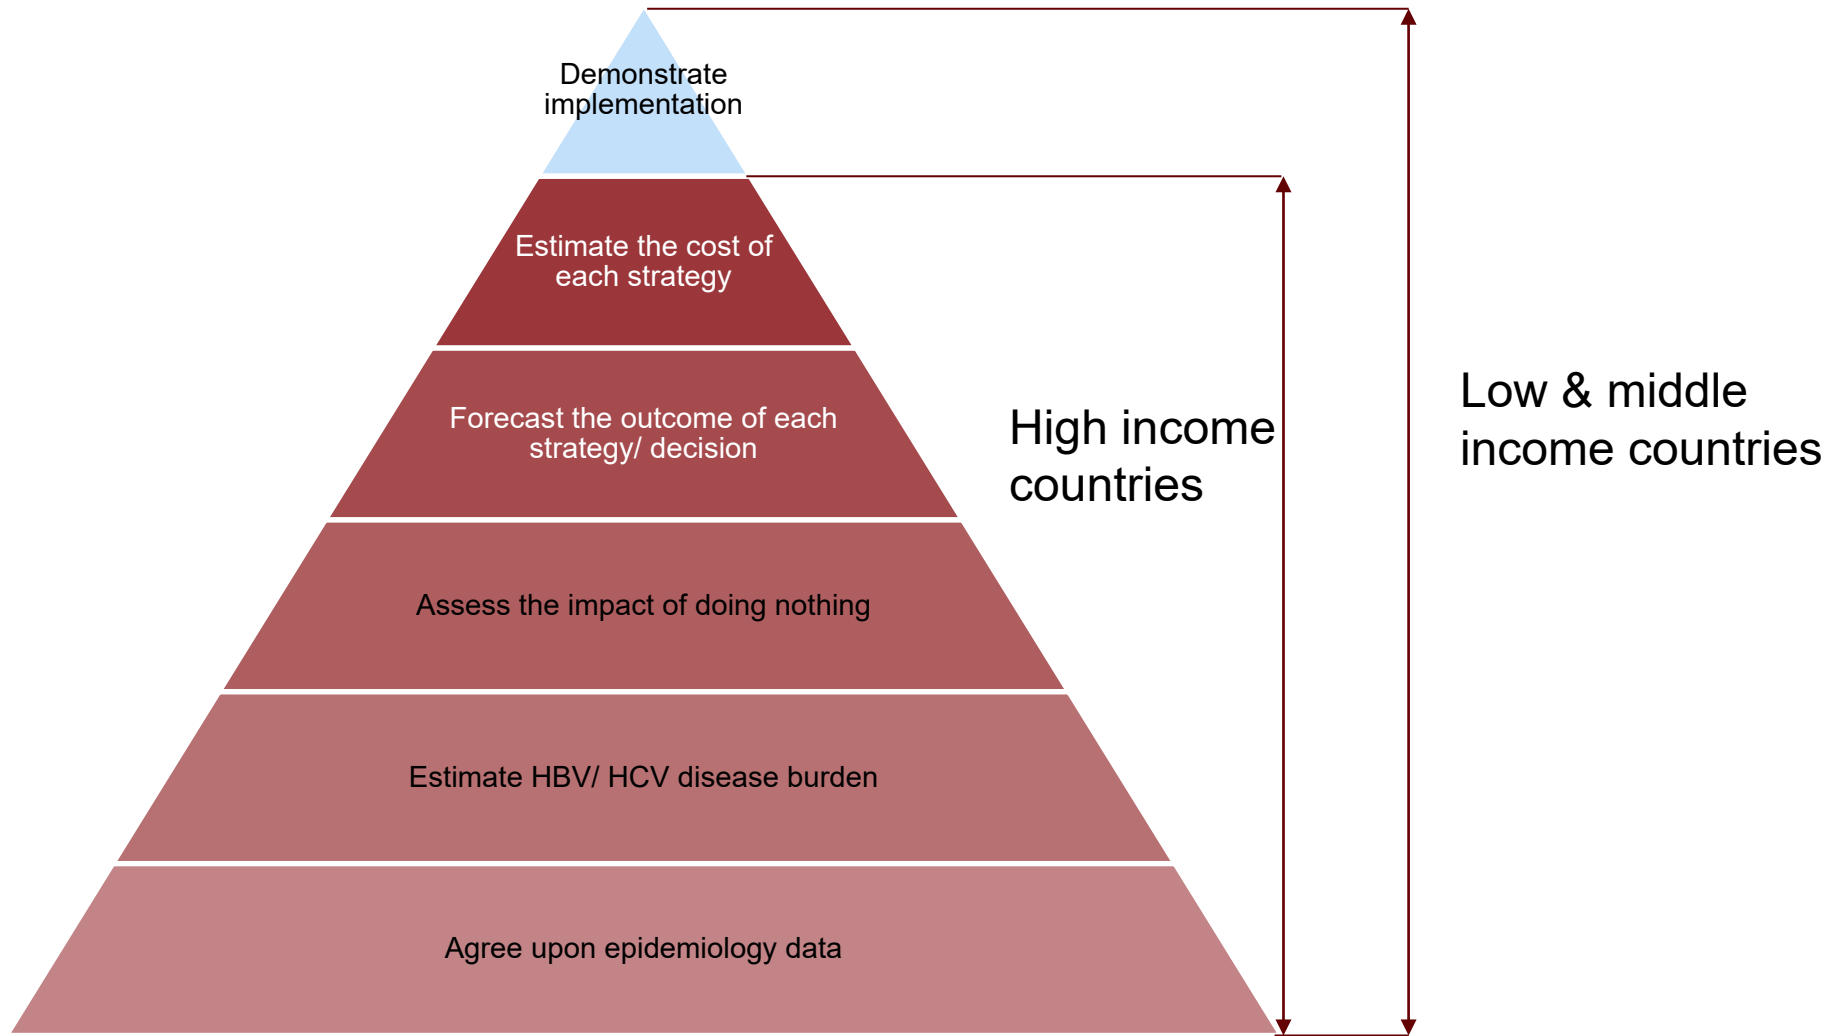 Demonstrate
implementation
Estimate the cost of
each strategy
Forecast the outcome of each
strategy/ decision
Assess the impact of doing nothing
Estimate HBV/ HCV disease burden
Agree upon epidemiology data
High income
countries
Low & middle
income countries